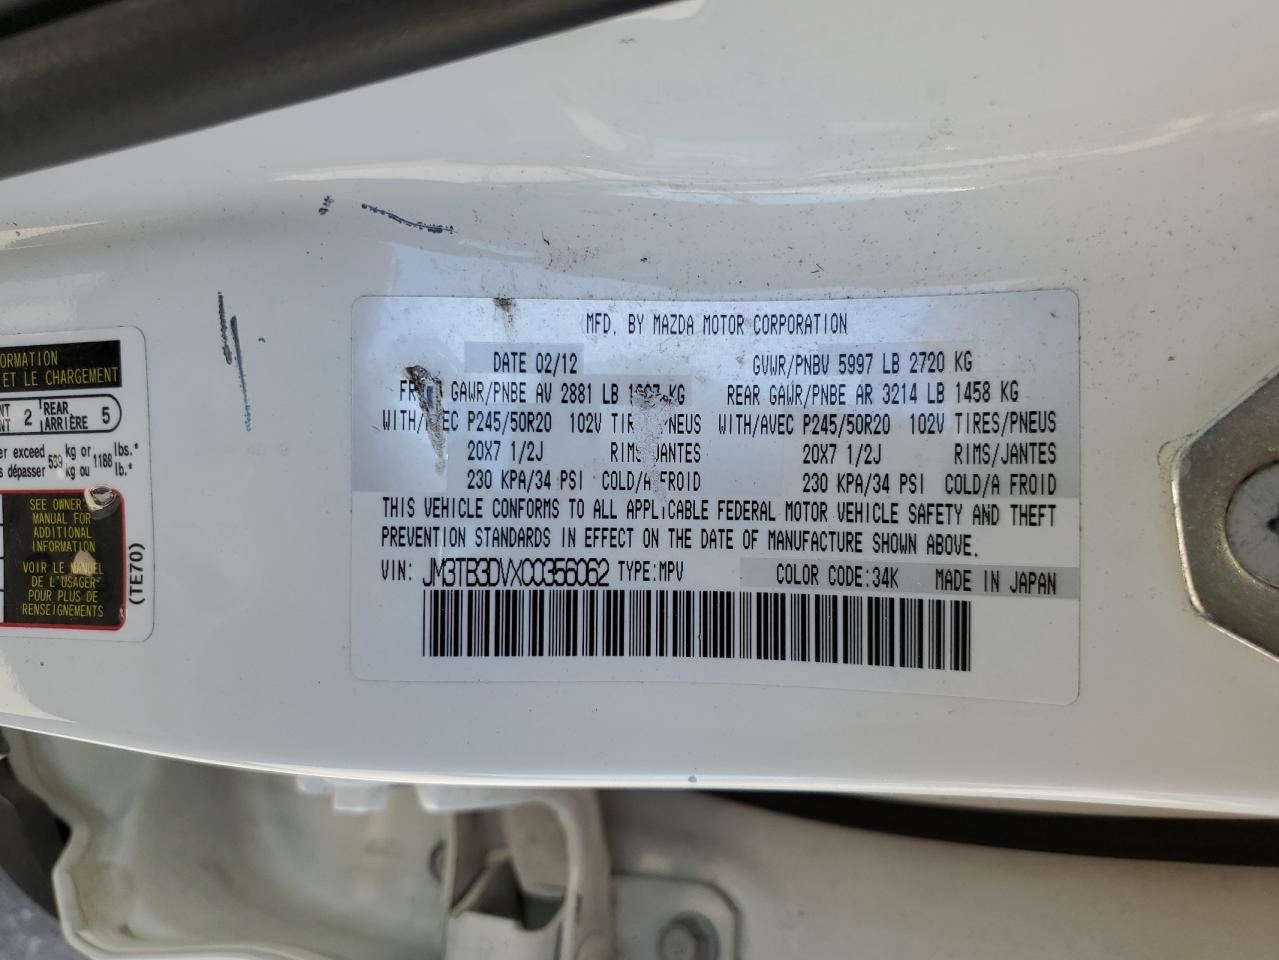 MFD. BY MAZDA MOTOR CORPORATION
DATE 02/12 GVWR/PNBV 5997 LB 2720 KG
GAWR/PNBE AV 2881 LB KG REAR GAWR/PNBE AR 3214 LB 1458 KG
WITH/AVEC P245/50R20 102V WITH/AVEC P245/50R20 102V TIRES/PNEUS
20X7 1/2J RIMS/JANTES 20X7 1/2J RIMS/JANTES
230 KPA/34 PSI COLD/A FROID 230 KPA/34 PSI COLD/A FROID
THIS VEHICLE CONFORMS TO ALL APPLICABLE FEDERAL MOTOR VEHICLE SAFETY AND THEFT
PREVENTION STANDARDS IN EFFECT ON THE DATE OF MANUFACTURE SHOWN ABOVE.
VIN: JM3TB3DVXC0356062 TYPE:MPV COLOR CODE:34K MADE IN JAPAN
ORMATION
ET LE CHARGEMENT
2 REAR 5
ARRIÈRE
er exceed 539 kg or 1188 lbs.*
s dépasser kg ou lb.*
SEE OWNER
MANUAL FOR
ADDITIONAL
INFORMATION
VOIR LE MANUEL
DE L'USAGER
POUR PLUS DE
RENSEIGNEMENTS
(TE70)